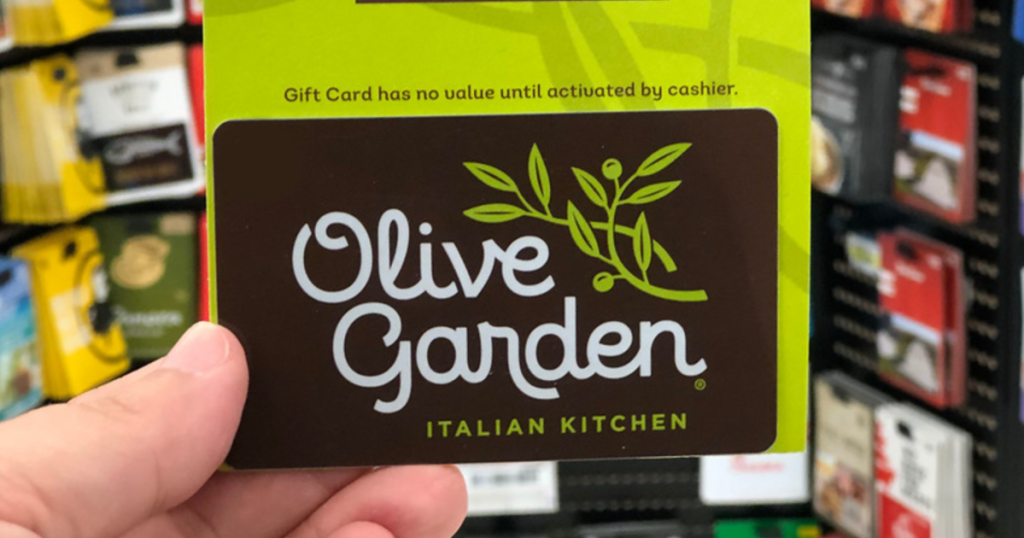 Gift Card has no value until activated by cashier.
Olive
Garden
®
ITALIAN KITCHEN